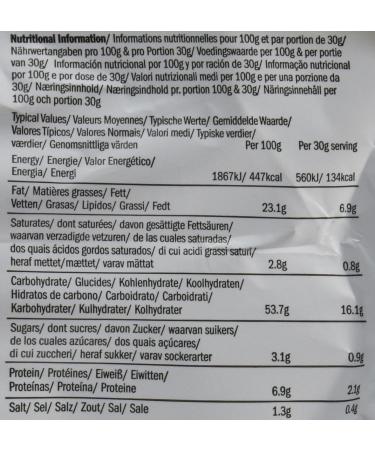 Nutritional Information/ Informations nutritionnelles pour 100g et par portion de 30g/
Nährwertangaben pro 100g & pro Portion 30g/ Voedingswaarde per 100g & per portie
van 30g/ Información nutricional por 100g y por ración de 30g/ Informação nutricional
por 100g e por dose de 30g/ Valori nutrizionali medi per 100g e per una porzione da
30g/ Næringsinnhold/ Næringsindhold pr. portion 100g & 30g/ Näringsinnehåll per
100g och portion 30g
Typical Values/ Valeurs Moyennes/ Typische Werte/ Gemiddelde Waarde/
Valores Típicos/ Valores Normais/ Valori medi/ Typiske verdier/
værdier/ Genomsnittliga värden Per 100g Per 30g serving
Energy/ Energie/ Valor Energético/
Energia/ Energi 1867kJ/ 447kcal 560kJ/ 134kcal
Fat/ Matières grasses/ Fett/
Vetten/ Grasas/ Lípidos/ Grassi/ Fedt 23.1g 6.9g
Saturates/ dont saturées/ davon gesättigte Fettsäuren/
waarvan verzadigde vetzuren/ de las cuales saturadas/
dos quais ácidos gordos saturados/ di cui acidi grassi saturi/
heraf mettet/mættet/ varav mättat 2.8g 0.8g
Carbohydrate/ Glucides/ Kohlenhydrate/ Koolhydraten/
Hidratos de carbono/ Carboidrato/ Carboidrati/
Karbohydrater/ Kulhydrater/ Kolhydrater 53.7g 16.1g
Sugars/ dont sucres/ davon Zucker/ waarvan suikers/
de los cuales azúcares/ dos quais açúcares/
di cui zuccheri/ heraf sukker/ varav sockerarter 3.1g 0.9g
Protein/ Protéines/ Eiweiß/ Eiwitten/
Proteínas/ Proteína/ Proteine 6.9g 2.1g
Salt/ Sel/ Salz/ Zout/ Sal/ Sale 1.3g 0.4g